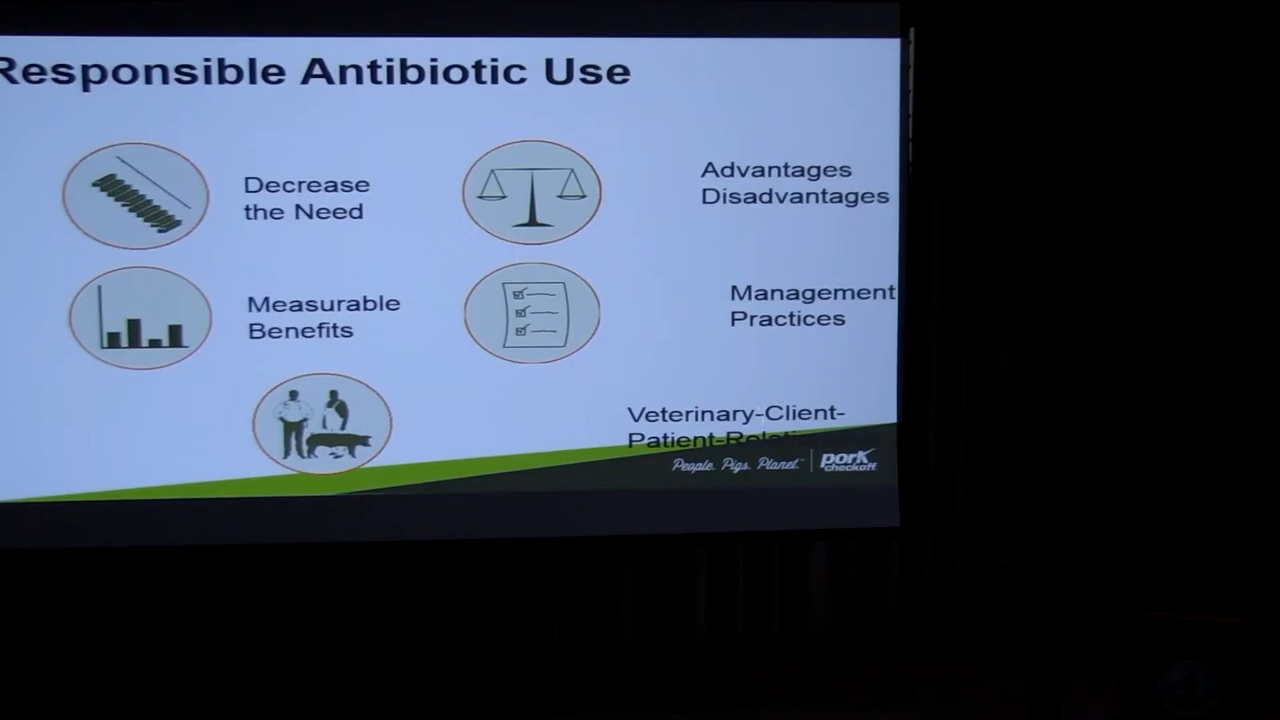 Responsible Antibiotic Use
Decrease
the Need
Advantages
Disadvantages
Measurable
Benefits
Management
Practices
Veterinary-Client-
People. Pigs. Planet.™
pork
checkoff